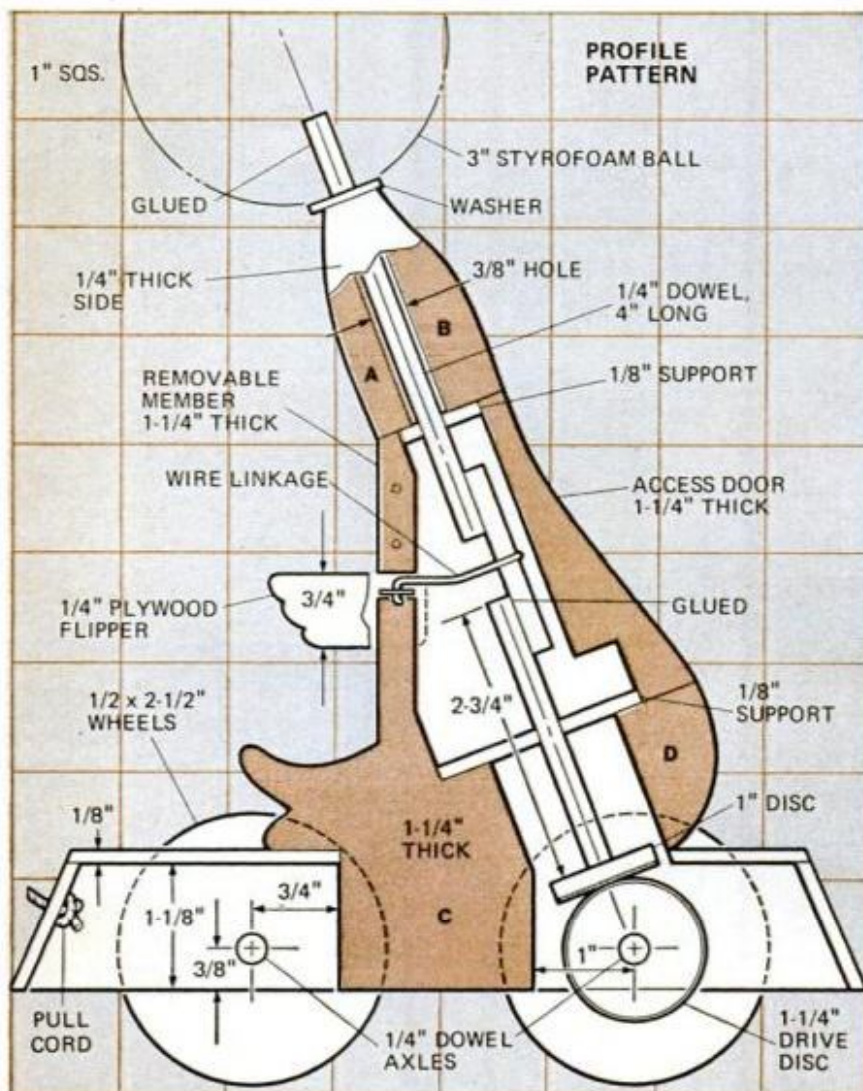 PROFILE
PATTERN
1" SQS.
3" STYROFOAM BALL
GLUED
WASHER
1/4" THICK
SIDE
3/8" HOLE
1/4" DOWEL,
4" LONG
B
A
REMOVABLE
MEMBER
1-1/4" THICK
1/8" SUPPORT
WIRE LINKAGE
ACCESS DOOR
1-1/4" THICK
1/4" PLYWOOD
FLIPPER
3/4"
GLUED
1/2 x 2-1/2"
WHEELS
2-3/4"
1/8"
SUPPORT
D
1" DISC
1/8"
1-1/4"
THICK
3/4"
1-1/8"
C
3/8"
1"
PULL
CORD
1/4" DOWEL
AXLES
1-1/4"
DRIVE
DISC